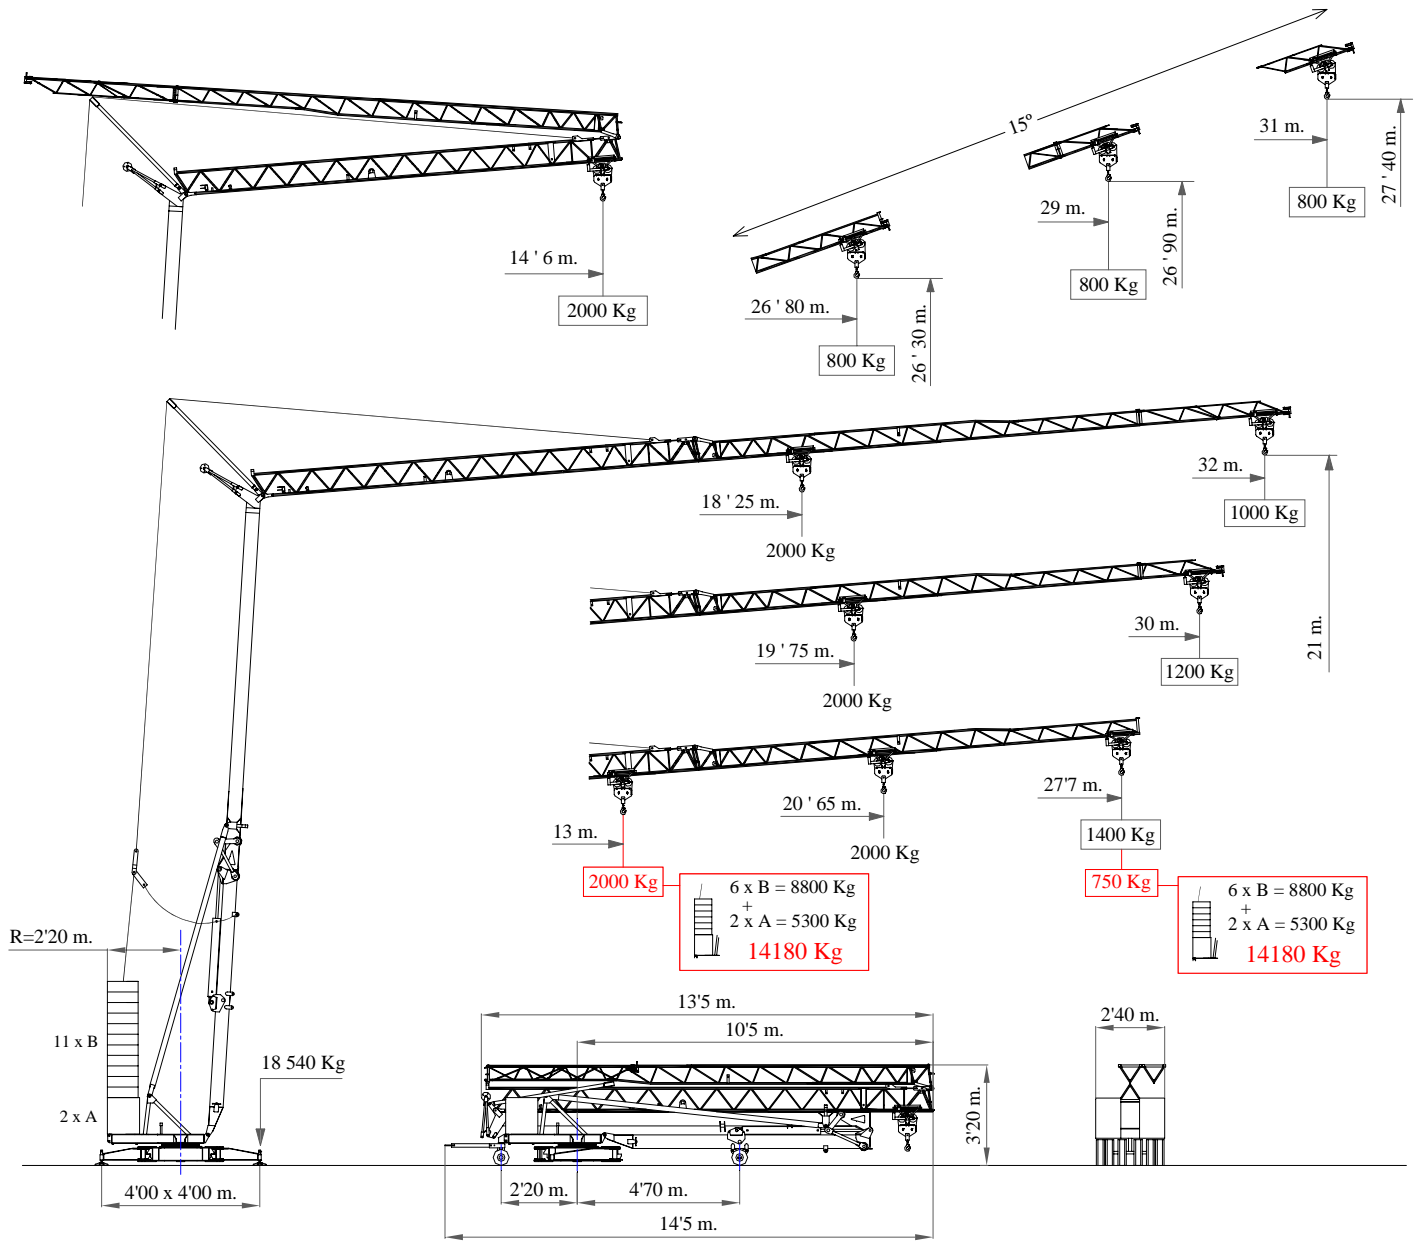 15º
31 m.
27 ' 40 m.
800 Kg
29 m.
26 ' 90 m.
800 Kg
14 ' 6 m.
2000 Kg
26 ' 80 m.
26 ' 30 m.
800 Kg
32 m.
1000 Kg
18 ' 25 m.
2000 Kg
21 m.
30 m.
1200 Kg
19 ' 75 m.
2000 Kg
27'7 m.
1400 Kg
20 ' 65 m.
2000 Kg
13 m.
2000 Kg
6 x B = 8800 Kg
+
2 x A = 5300 Kg
14180 Kg
750 Kg
6 x B = 8800 Kg
+
2 x A = 5300 Kg
14180 Kg
R=2'20 m.
11 x B
2 x A
18 540 Kg
4'00 x 4'00 m.
13'5 m.
10'5 m.
3'20 m.
2'20 m.
4'70 m.
14'5 m.
2'40 m.